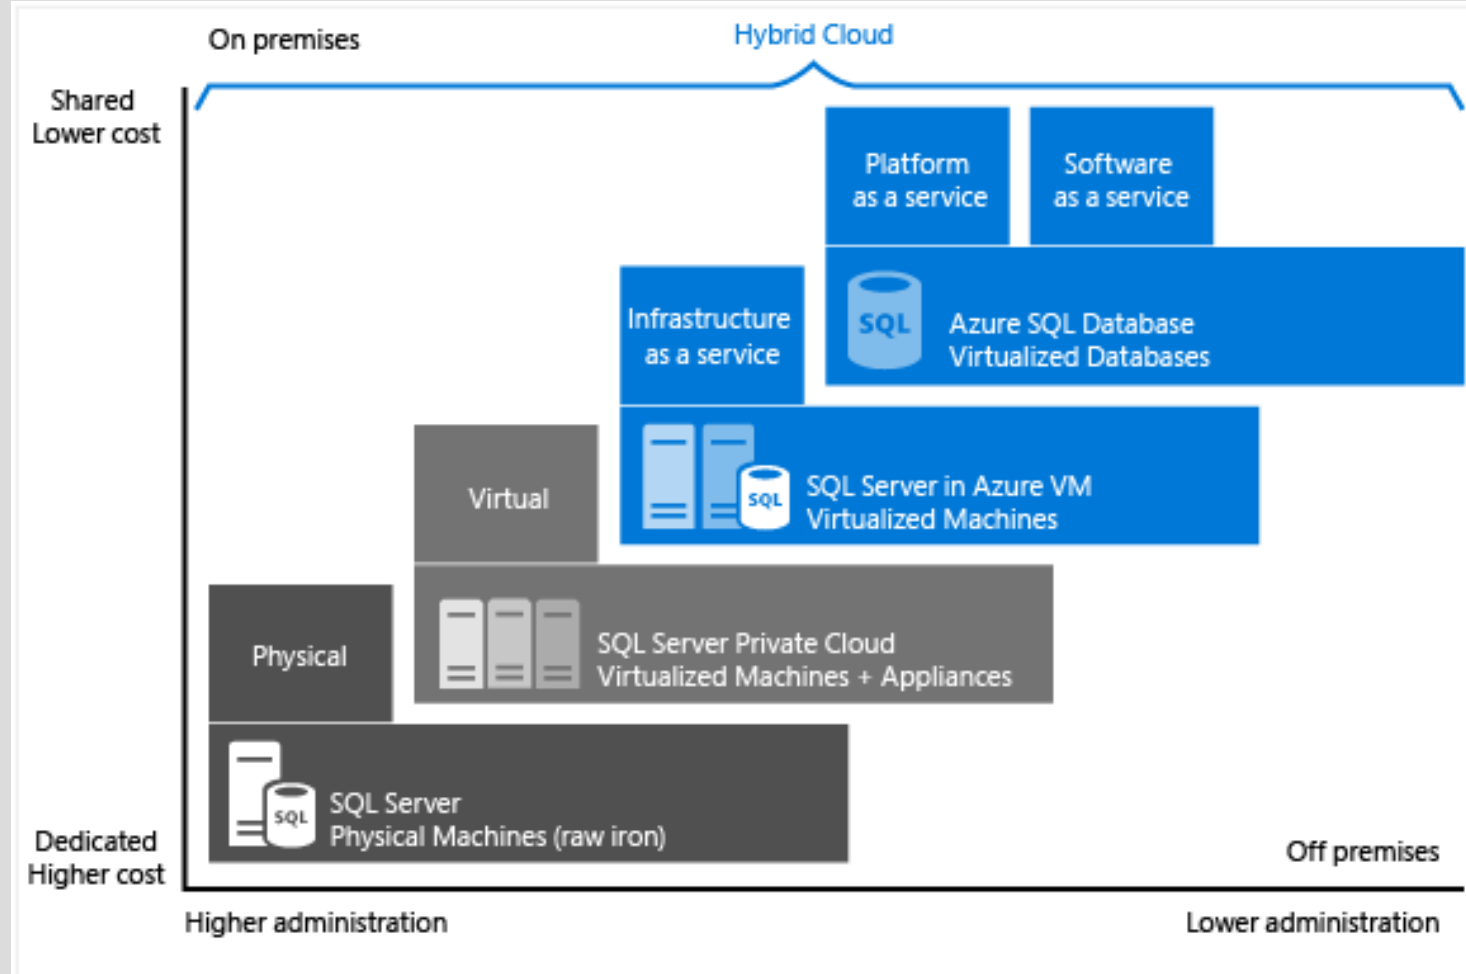 On premises
Hybrid Cloud
Shared
Lower cost
Platform
as a service
Software
as a service
SQL
Azure SQL Database
Virtualized Databases
Infrastructure
as a service
SQL
SQL Server in Azure VM
Virtualized Machines
Virtual
SQL Server Private Cloud
Virtualized Machines + Appliances
Physical
SQL
SQL Server
Physical Machines (raw iron)
Dedicated
Higher cost
Off premises
Higher administration
Lower administration